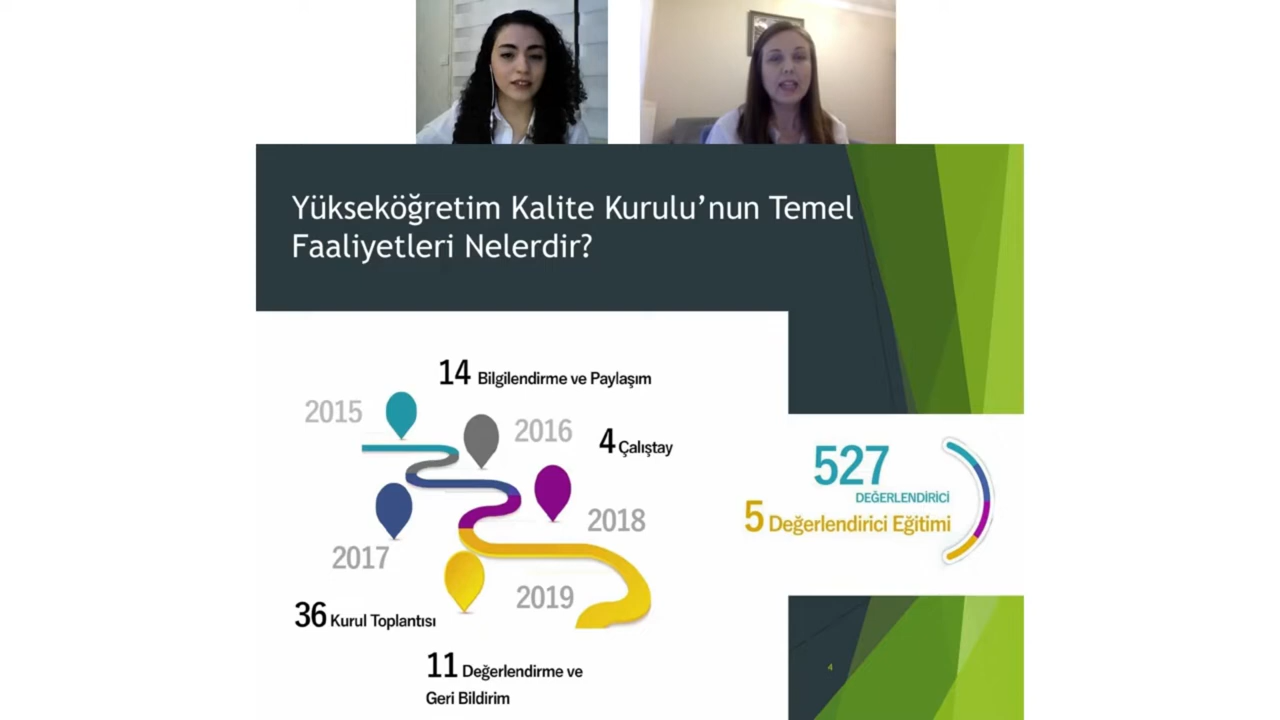 Yükseköğretim Kalite Kurulu’nun Temel
Faaliyetleri Nelerdir?
14 Bilgilendirme ve Paylaşım
2015
2016
4 Çalıştay
2018
2017
2019
36 Kurul Toplantısı
11 Değerlendirme ve
Geri Bildirim
527
DEĞERLENDİRİCİ
5 Değerlendirici Eğitimi
4